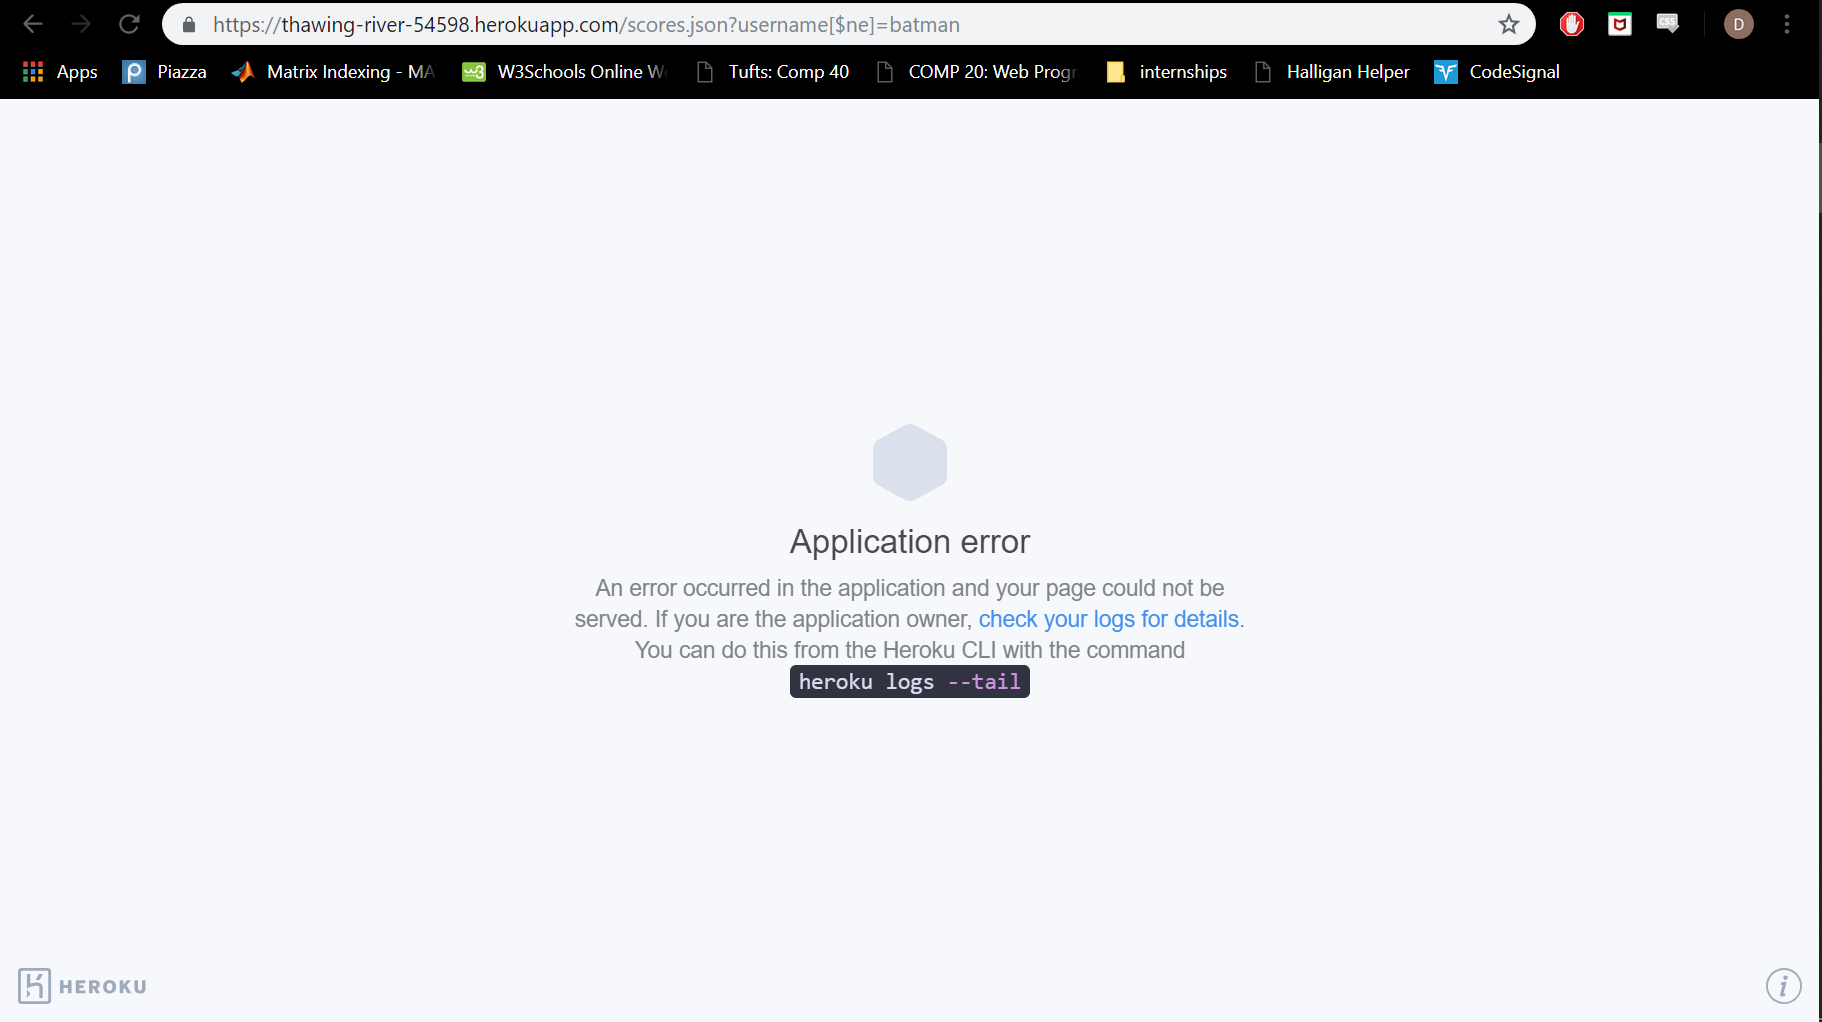 https://thawing-river-54598.herokuapp.com/scores.json?username[$ne]=batman
D
Apps
Piazza
Matrix Indexing - MA
W3Schools Online
Tufts: Comp 40
COMP 20: Web Prog
internships
Halligan Helper
CodeSignal
Application error
An error occurred in the application and your page could not be
served. If you are the application owner, check your logs for details.
You can do this from the Heroku CLI with the command
heroku logs --tail
HEROKU